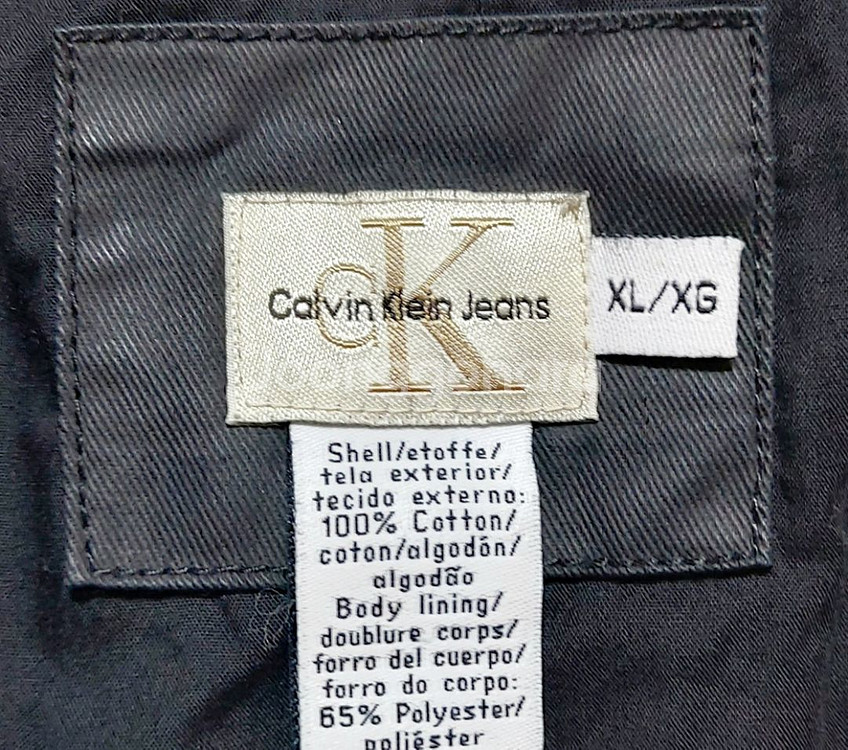 CK
Calvin Klein Jeans
XL/XG
Shell/etoffe/
tela exterior/
tecido externo:
100% Cotton/
coton/algodón/
algodão
Body lining/
doublure corps/
forro del cuerpo/
forro do corpo:
65% Polyester/
poliéster